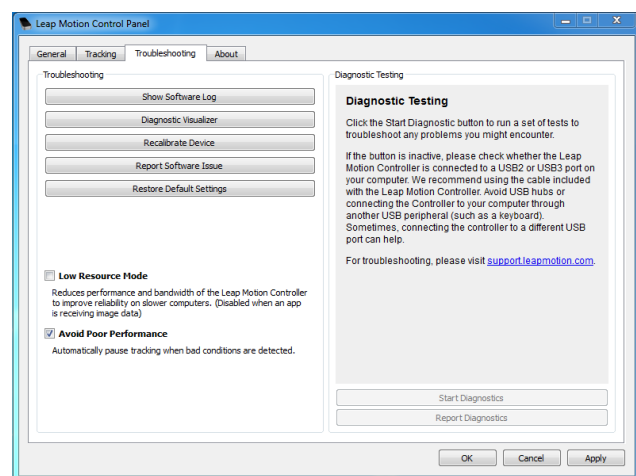 Leap Motion Control Panel
General Tracking Troubleshooting About
Troubleshooting
Show Software Log
Diagnostic Visualizer
Recalibrate Device
Report Software Issue
Restore Default Settings
Low Resource Mode
Reduces performance and bandwidth of the Leap Motion Controller
to improve reliability on slower computers. (Disabled when an app
is receiving image data)
Avoid Poor Performance
Automatically pause tracking when bad conditions are detected.
Diagnostic Testing
Diagnostic Testing
Click the Start Diagnostic button to run a set of tests to
troubleshoot any problems you might encounter.
If the button is inactive, please check whether the Leap
Motion Controller is connected to a USB2 or USB3 port on
your computer. We recommend using the cable included
with the Leap Motion Controller. Avoid USB hubs or
connecting the Controller to your computer through
another USB peripheral (such as a keyboard).
Sometimes, connecting the controller to a different USB
port can help.
For troubleshooting, please visit support.leapmotion.com.
Start Diagnostics
Report Diagnostics
OK Cancel Apply